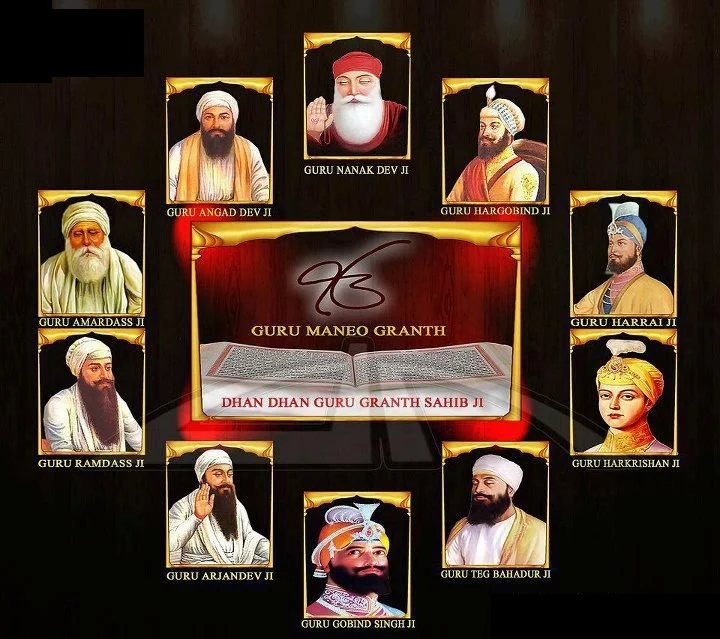 GURU NANAK DEV JI
GURU ANGAD DEV JI
GURU HARGOBIND JI
GURU AMARDASS JI
GURU HARRAI JI
ੴ
GURU MANEO GRANTH
DHAN DHAN GURU GRANTH SAHIB JI
GURU RAMDASS JI
GURU HARKRISHAN JI
GURU ARJANDEV JI
GURU TEG BAHADUR JI
GURU GOBIND SINGH JI